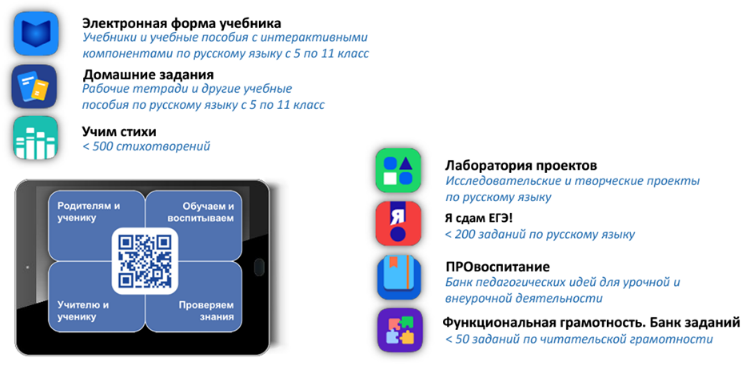 Электронная форма учебника
Учебники и учебные пособия с интерактивными
компонентами по русскому языку с 5 по 11 класс
Домашние задания
Рабочие тетради и другие учебные
пособия по русскому языку с 5 по 11 класс
Учим стихи
< 500 стихотворений
Родителям и
ученику
Обучаем и
воспитываем
Учителю и
ученику
Проверяем
знания
Лаборатория проектов
Исследовательские и творческие проекты
по русскому языку
Я
Я сдам ЕГЭ!
< 200 заданий по русскому языку
ПРОвоспитание
Банк педагогических идей для урочной и
внеурочной деятельности
Функциональная грамотность. Банк заданий
< 50 заданий по читательской грамотности